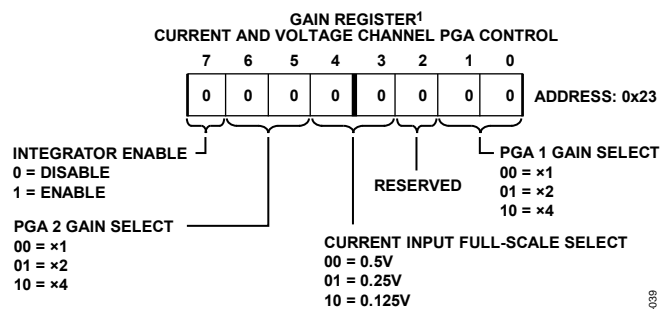 GAIN REGISTER1
CURRENT AND VOLTAGE CHANNEL PGA CONTROL
7 6 5 4 3 2 1 0
0 0 0 0 0 0 0 0 ADDRESS: 0x23
INTEGRATOR ENABLE
0 = DISABLE
1 = ENABLE
RESERVED
PGA 1 GAIN SELECT
00 = ×1
01 = ×2
10 = ×4
PGA 2 GAIN SELECT
00 = ×1
01 = ×2
10 = ×4
CURRENT INPUT FULL-SCALE SELECT
00 = 0.5V
01 = 0.25V
10 = 0.125V
039